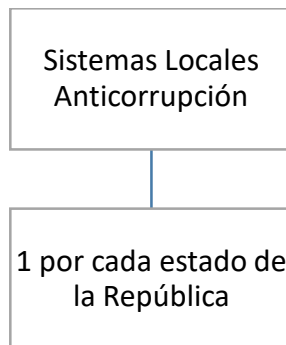 Sistemas Locales
Anticorrupción
1 por cada estado de
la República